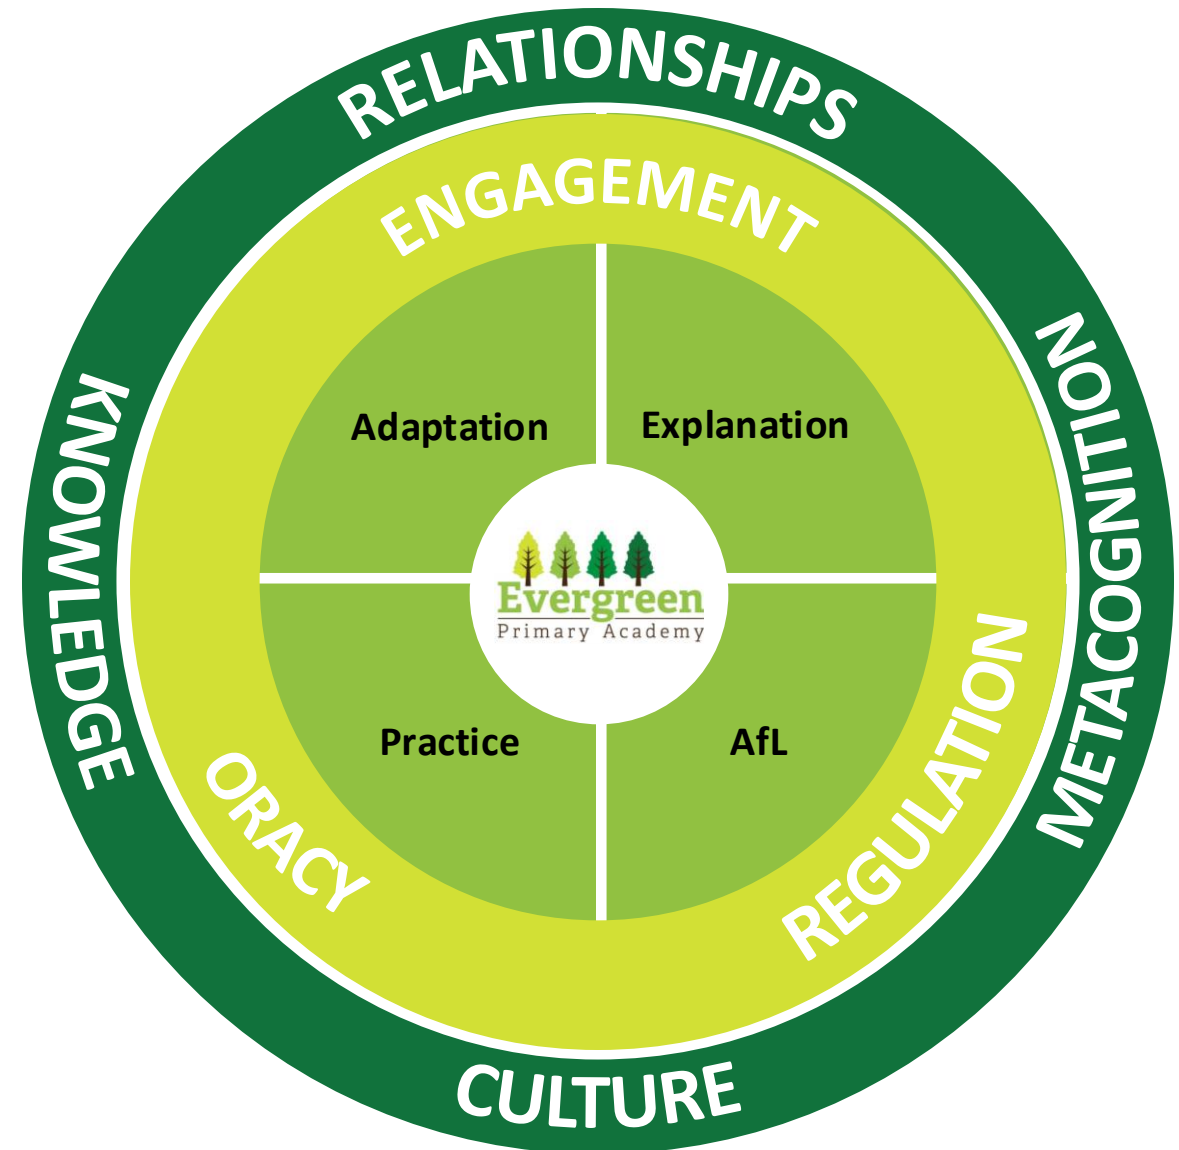 RELATIONSHIPS
ENGAGEMENT
METACOGNITION
KNOWLEDGE
Adaptation
Explanation
Evergreen
Primary Academy
Practice
AfL
ORACY
REGULATION
CULTURE